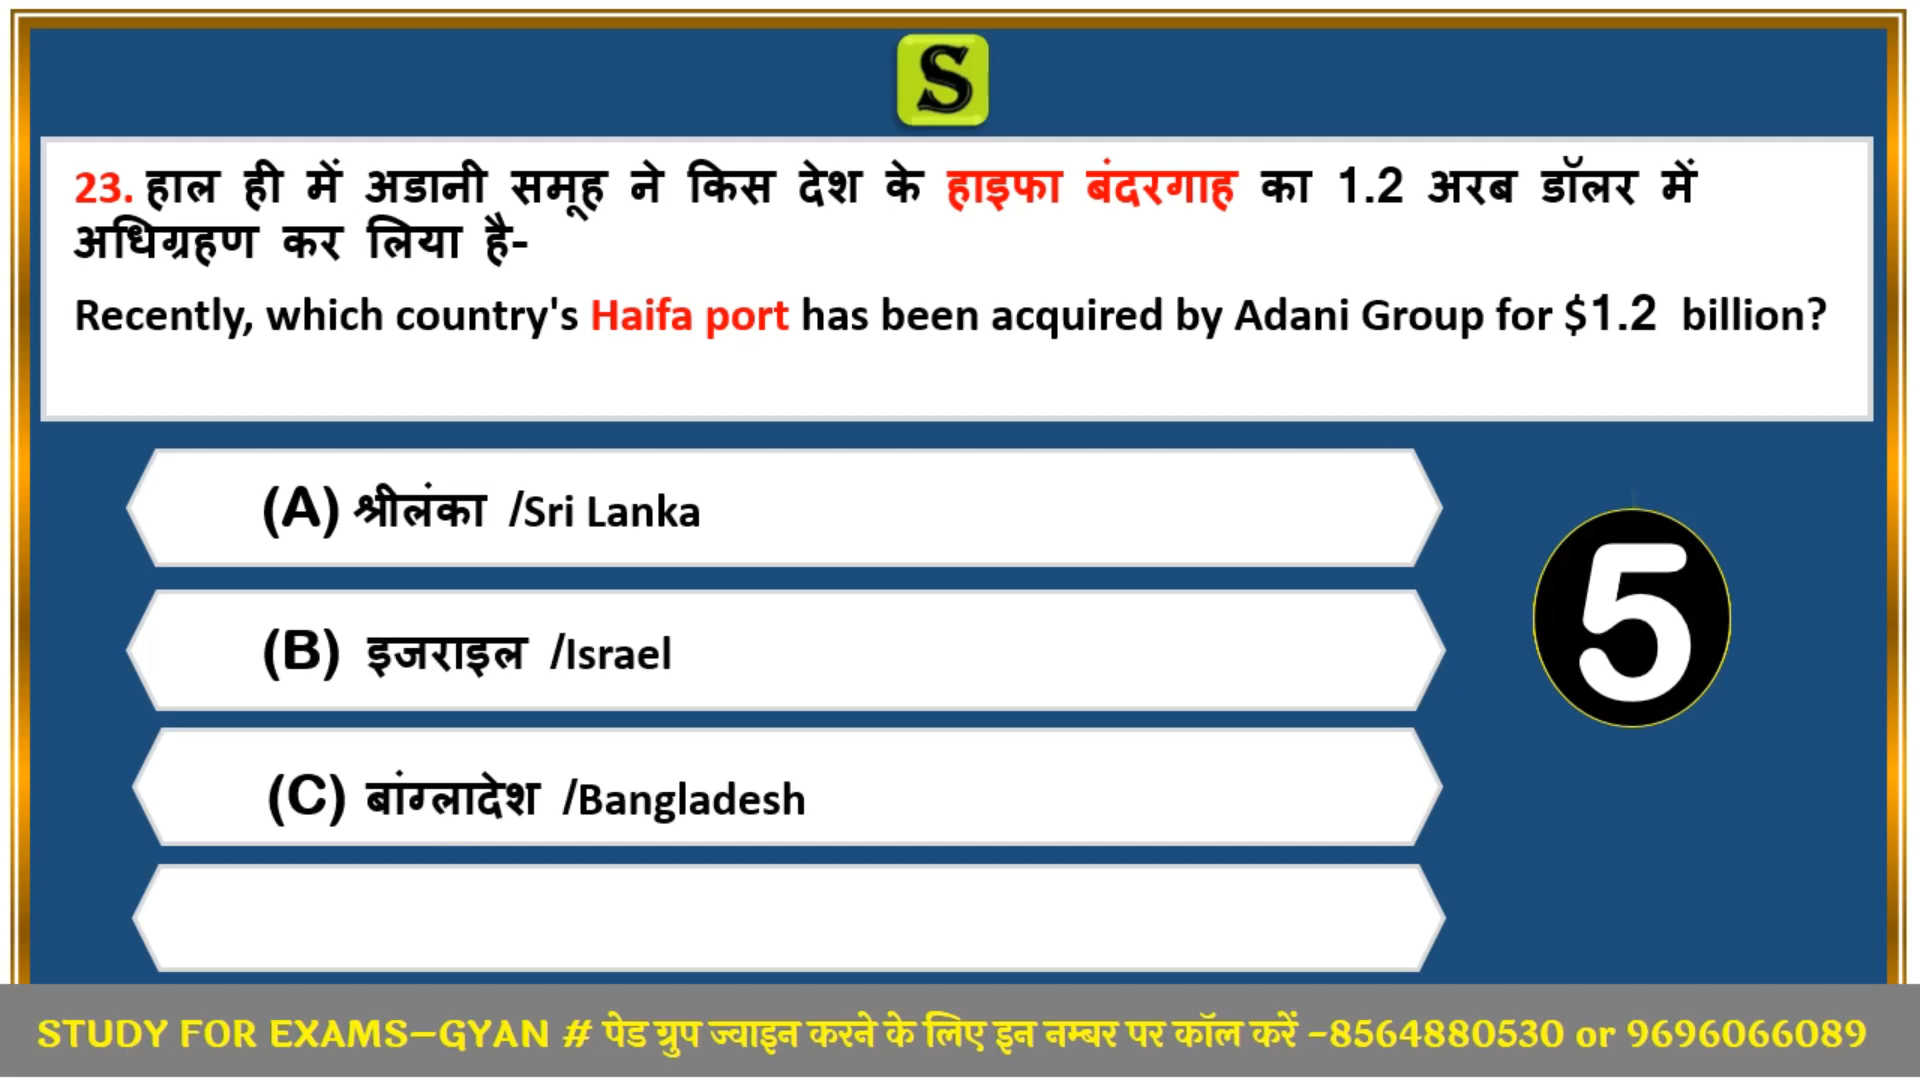 S
23. हाल ही में अडानी समूह ने किस देश के हाइफा बंदरगाह का 1.2 अरब डॉलर में
अधिग्रहण कर लिया है-
Recently, which country's Haifa port has been acquired by Adani Group for $1.2 billion?
(A) श्रीलंका /Sri Lanka
(B) इजराइल /Israel
5
(C) बांग्लादेश /Bangladesh
STUDY FOR EXAMS–GYAN # पेड ग्रुप ज्वाइन करने के लिए इन नम्बर पर कॉल करें -8564880530 or 9696066089